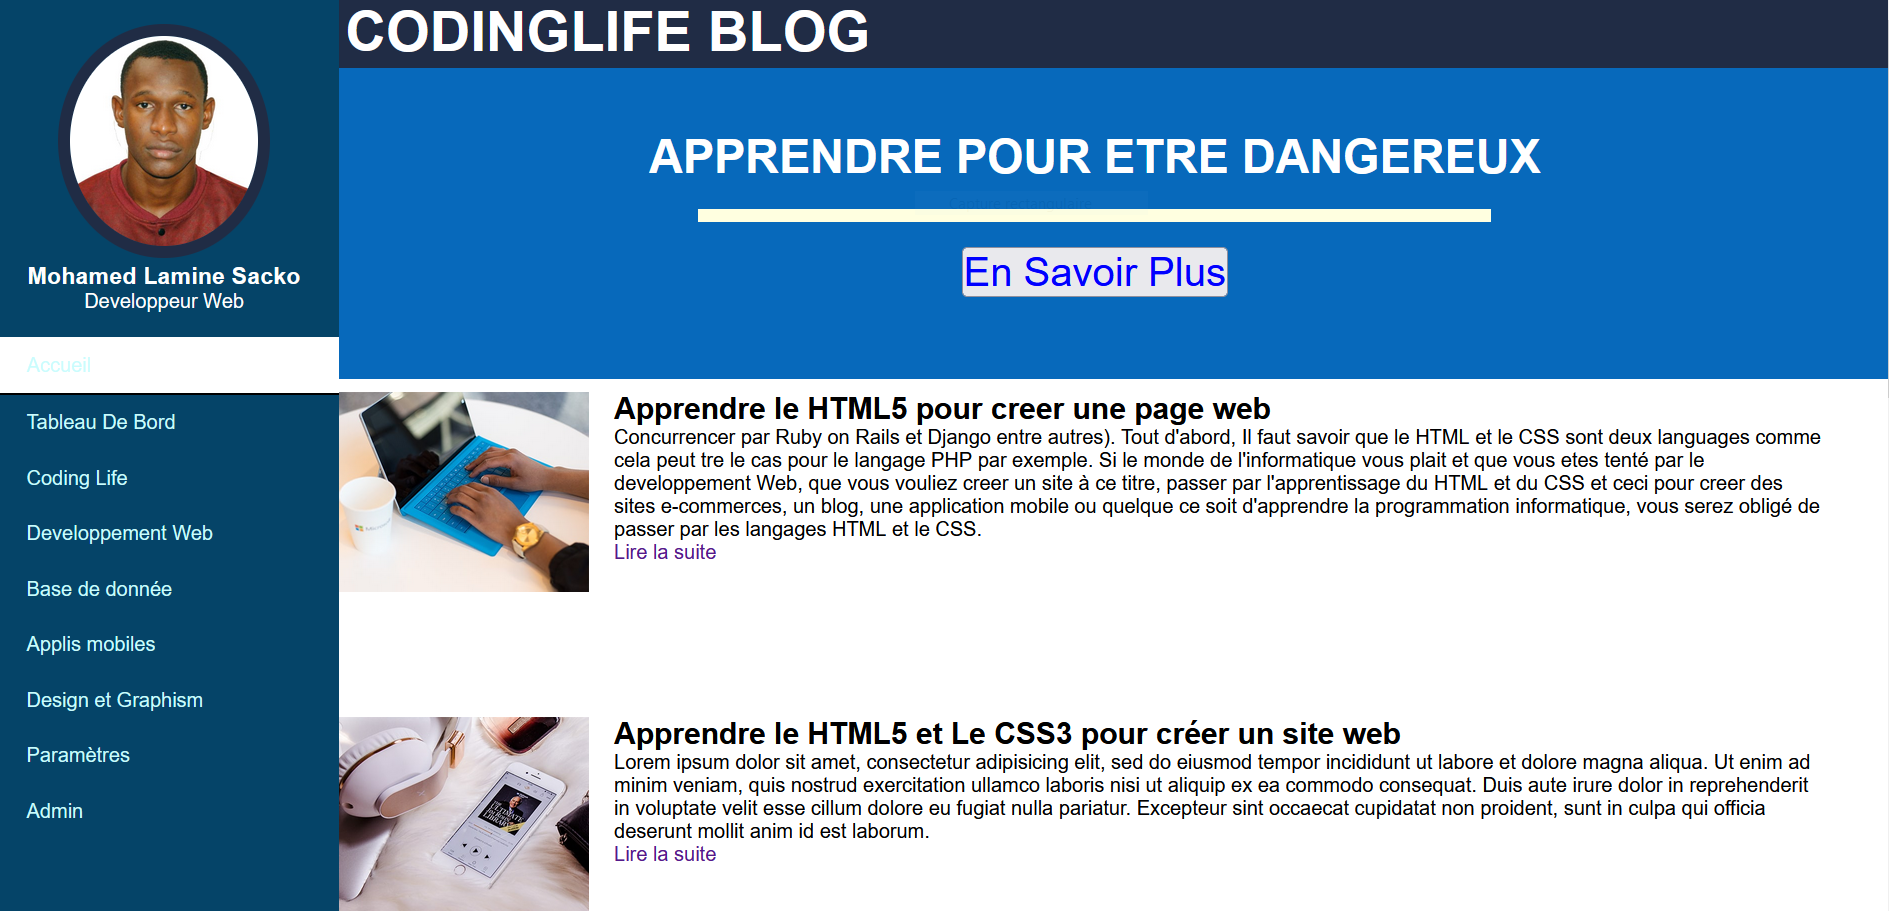 CODINGLIFE BLOG
Mohamed Lamine Sacko
Developpeur Web
Accueil
Tableau De Bord
Coding Life
Developpement Web
Base de donnée
Applis mobiles
Design et Graphism
Paramètres
Admin
APPRENDRE POUR ETRE DANGEREUX
Capture rectangulaire
En Savoir Plus
Apprendre le HTML5 pour creer une page web
Concurrencer par Ruby on Rails et Django entre autres). Tout d'abord, Il faut savoir que le HTML et le CSS sont deux languages comme
cela peut tre le cas pour le langage PHP par exemple. Si le monde de l'informatique vous plait et que vous etes tenté par le
developpement Web, que vous vouliez creer un site à ce titre, passer par l'apprentissage du HTML et du CSS et ceci pour creer des
sites e-commerces, un blog, une application mobile ou quelque ce soit d'apprendre la programmation informatique, vous serez obligé de
passer par les langages HTML et le CSS.
Lire la suite
Apprendre le HTML5 et Le CSS3 pour créer un site web
Lorem ipsum dolor sit amet, consectetur adipisicing elit, sed do eiusmod tempor incididunt ut labore et dolore magna aliqua. Ut enim ad
minim veniam, quis nostrud exercitation ullamco laboris nisi ut aliquip ex ea commodo consequat. Duis aute irure dolor in reprehenderit
in voluptate velit esse cillum dolore eu fugiat nulla pariatur. Excepteur sint occaecat cupidatat non proident, sunt in culpa qui officia
deserunt mollit anim id est laborum.
Lire la suite